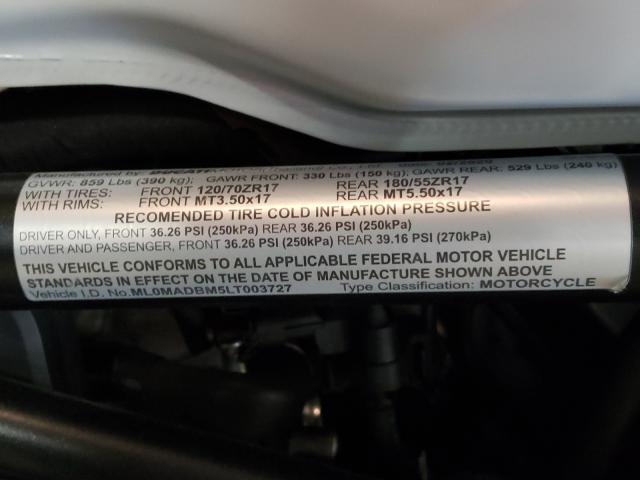 Manufactured by: DUCATI
GVWR: 859 Lbs (390 kg); GAWR FRONT: 330 Lbs (150 kg); GAWR REAR: 529 Lbs (240 kg)
WITH TIRES: FRONT 120/70ZR17 REAR 180/55ZR17
WITH RIMS: FRONT MT3.50x17 REAR MT5.50x17
RECOMENDED TIRE COLD INFLATION PRESSURE
DRIVER ONLY, FRONT 36.26 PSI (250kPa) REAR 36.26 PSI (250kPa)
DRIVER AND PASSENGER, FRONT 36.26 PSI (250kPa) REAR 39.16 PSI (270kPa)
THIS VEHICLE CONFORMS TO ALL APPLICABLE FEDERAL MOTOR VEHICLE
STANDARDS IN EFFECT ON THE DATE OF MANUFACTURE SHOWN ABOVE
Vehicle I.D. No.ML0MADBM5LT003727 Type Classification: MOTORCYCLE